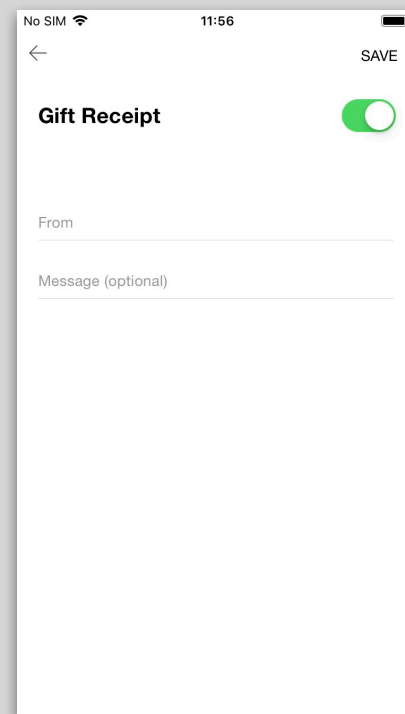 No SIM 11:56
SAVE
Gift Receipt
From
Message (optional)